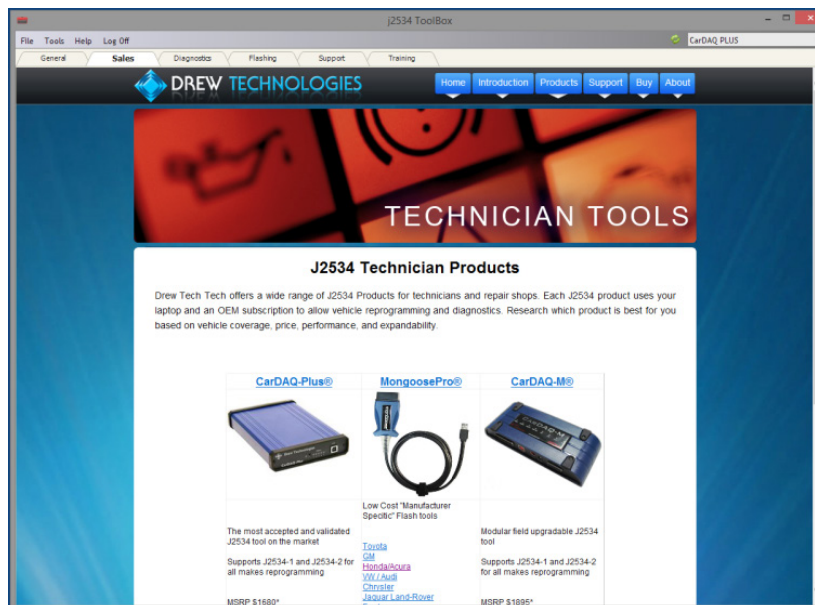 j2534 ToolBox
File Tools Help Log Off
CarDAQ PLUS
General Sales Diagnostics Flashing Support Training
DREW TECHNOLOGIES
Home Introduction Products Support Buy About
TECHNICIAN TOOLS
J2534 Technician Products
Drew Tech Tech offers a wide range of J2534 Products for technicians and repair shops. Each J2534 product uses your
laptop and an OEM subscription to allow vehicle reprogramming and diagnostics. Research which product is best for you
based on vehicle coverage, price, performance, and expandability.
CarDAQ-Plus®
The most accepted and validated
J2534 tool on the market
Supports J2534-1 and J2534-2 for
all makes reprogramming
MSRP $1680*
MongoosePro®
Low Cost "Manufacturer
Specific" Flash tools
Toyota
GM
Honda/Acura
VW / Audi
Chrysler
Jaguar Land-Rover
CarDAQ-M®
CarDAQ-M
Modular field upgradable J2534
tool
Supports J2534-1 and J2534-2
for all makes reprogramming
MSRP $1895*